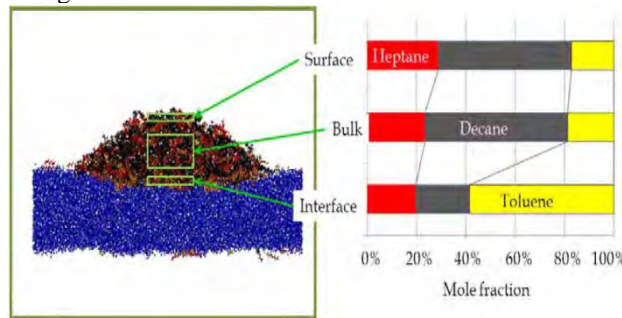 Surface
Bulk
Interface
Heptane
Decane
Toluene
0% 20% 40% 60% 80% 100%
Mole fraction